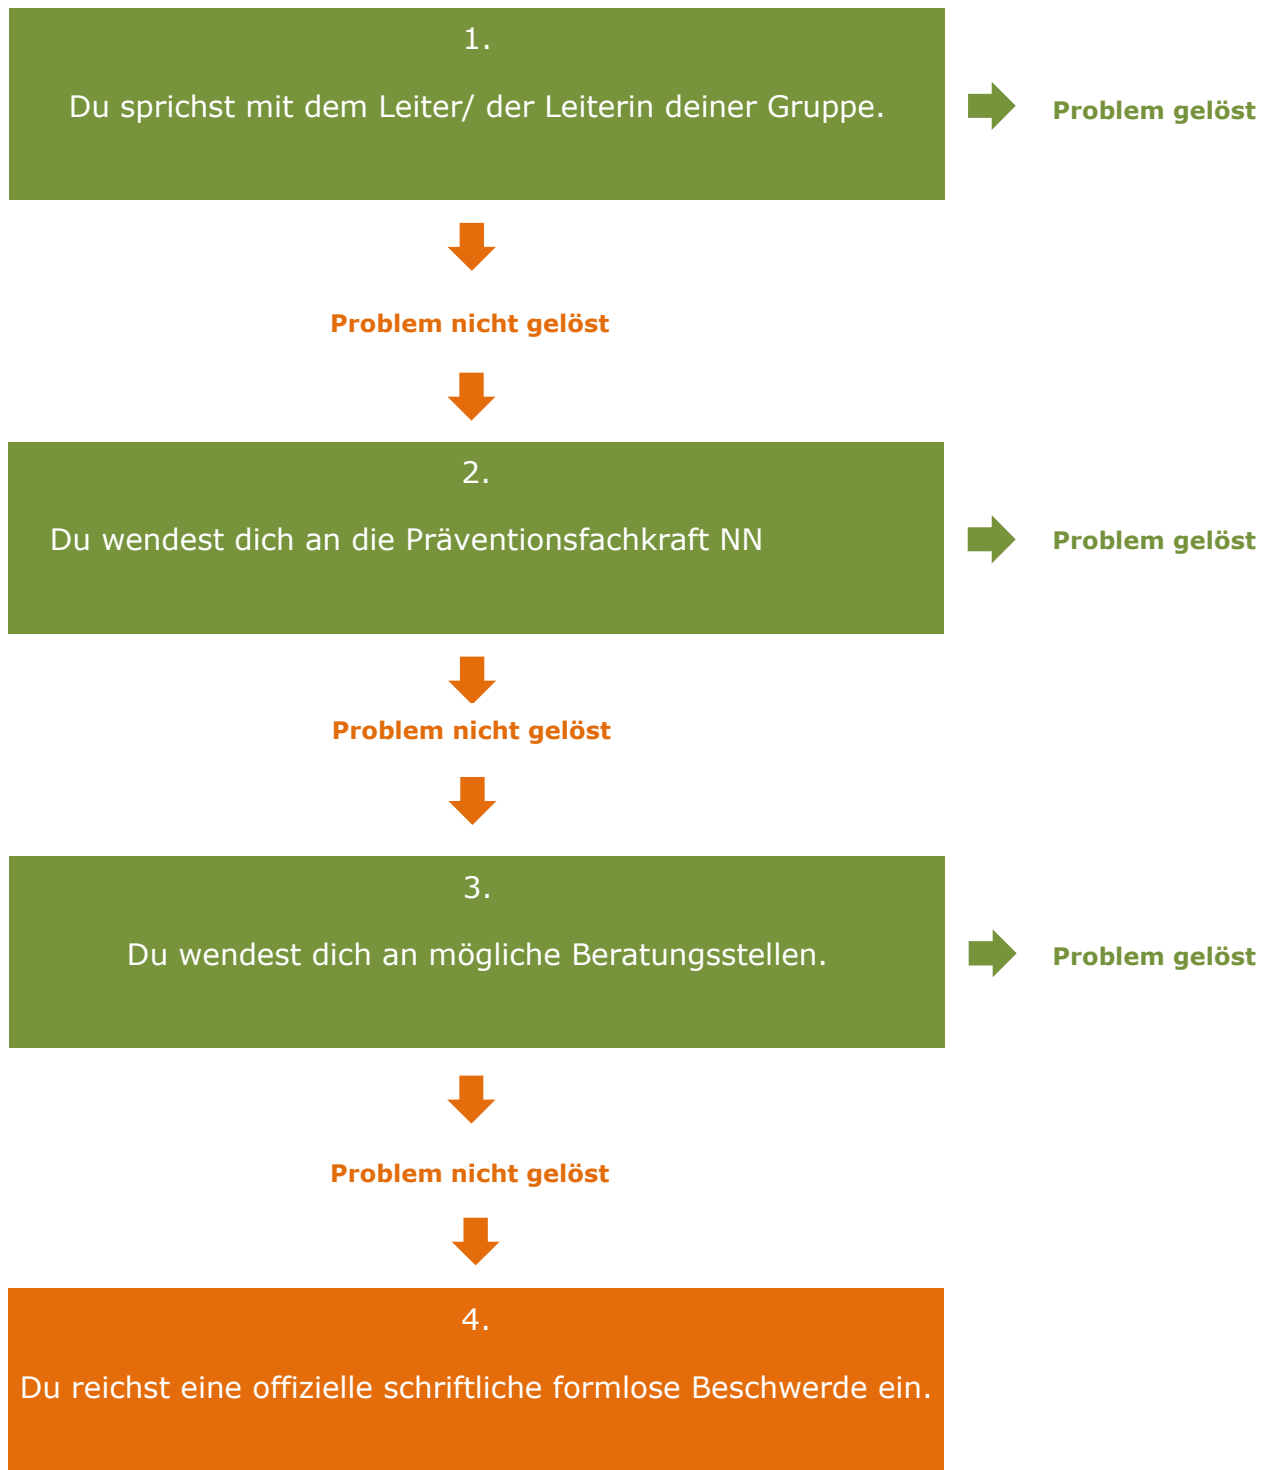 1.
Du sprichst mit dem Leiter/ der Leiterin deiner Gruppe.
Problem gelöst
Problem nicht gelöst
2.
Du wendest dich an die Präventionsfachkraft NN
Problem gelöst
Problem nicht gelöst
3.
Du wendest dich an mögliche Beratungsstellen.
Problem gelöst
Problem nicht gelöst
4.
Du reichst eine offizielle schriftliche formlose Beschwerde ein.